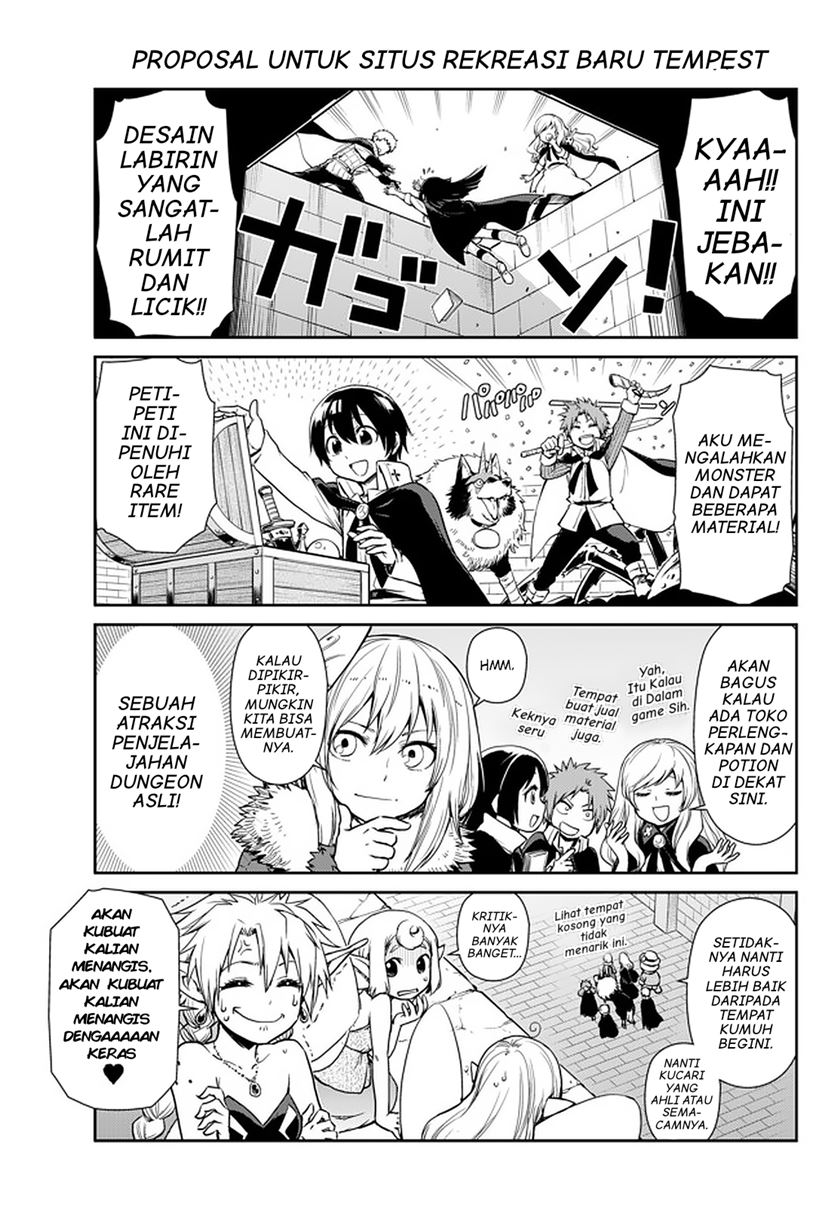 PROPOSAL UNTUK SITUS REKREASI BARU TEMPEST
KYAA-
AAH!!
INI
JEBA-
KAN!!
DESAIN
LABIRIN
YANG
SANGAT-
LAH
RUMIT
DAN
LICIK!!
ガゴン!
AKU ME-
NGALAHKAN
MONSTER
DAN DAPAT
BEBERAPA
MATERIAL!
パパパパーン
PETI-
PETI
INI DI-
PENUHI
OLEH
RARE
ITEM!
AKAN
BAGUS KALAU
ADA TOKO
PERLENG-
KAPAN DAN
POTION
DI DEKAT
SINI.
Yah,
Itu Kalau
di Dalam
game Sih.
Tempat
buat jual
material
juga.
Keknya
seru
HMM.
KALAU
DIPIKIR-
PIKIR,
MUNGKIN
KITA BISA
MEMBUAT-
NYA.
SEBUAH
ATRAKSI
PENJELA-
JAHAN
DUNGEON
ASLI!
SETIDAK-
NYA NANTI
HARUS
LEBIH BAIK
DARIPADA
TEMPAT
KUMUH
BEGINI.
Lihat tempat
kosong yang
tidak
menarik ini.
NANTI
KUCARI
YANG
AHLI ATAU
SEMA-
CAMNYA.
KRITIK-
NYA
BANYAK
BANGET...
AKAN
KUBUAT
KALIAN
MENANGIS,
AKAN KUBUAT
KALIAN
MENANGIS
DENGAAAAAN
KERAS
♥